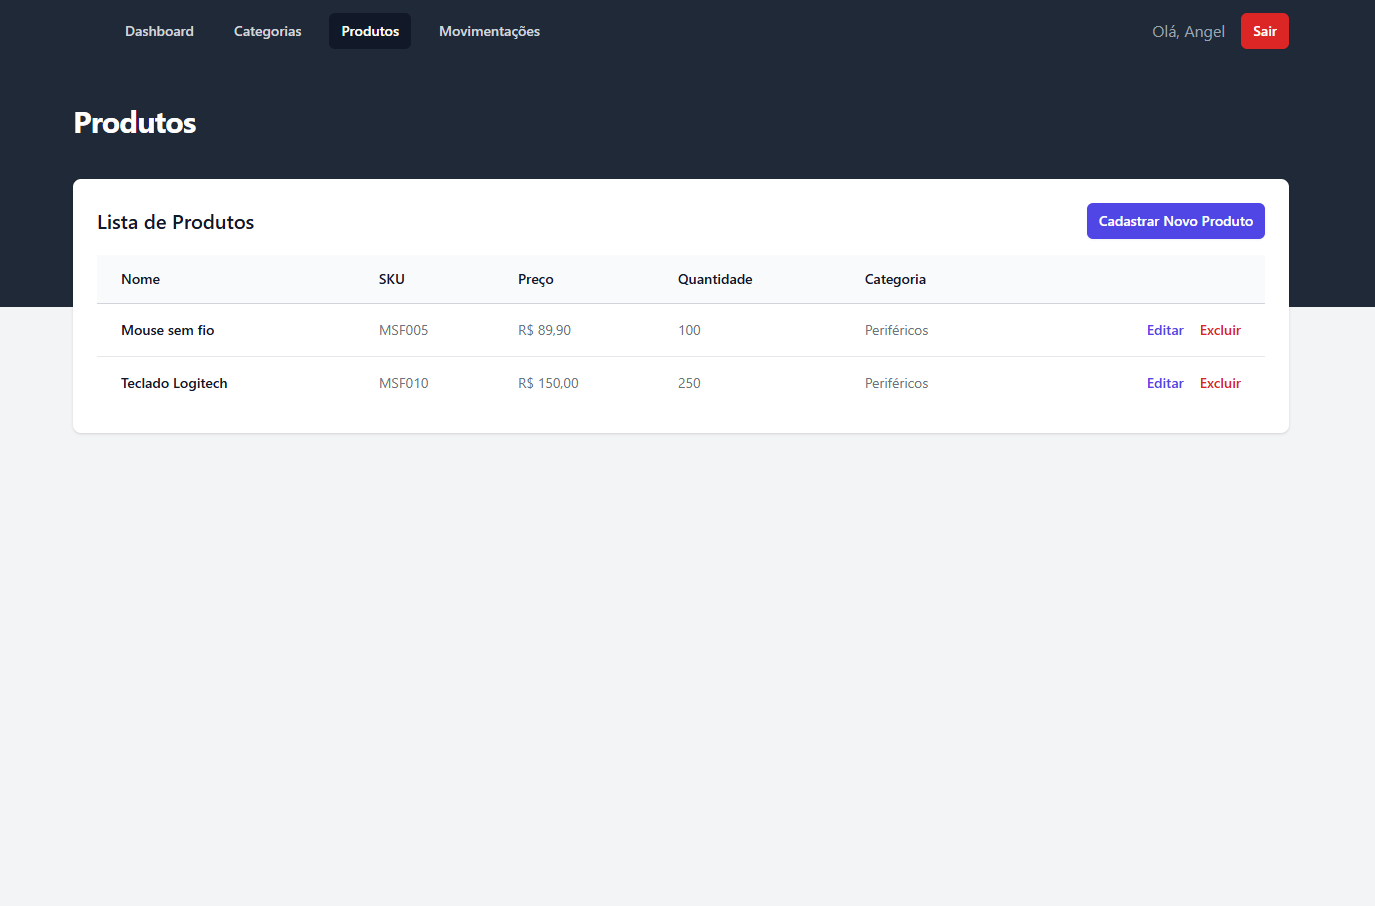 Dashboard Categorias Produtos Movimentações Olá, Angel Sair
Produtos
Lista de Produtos Cadastrar Novo Produto
Nome SKU Preço Quantidade Categoria
Mouse sem fio MSF005 R$ 89,90 100 Periféricos Editar Excluir
Teclado Logitech MSF010 R$ 150,00 250 Periféricos Editar Excluir